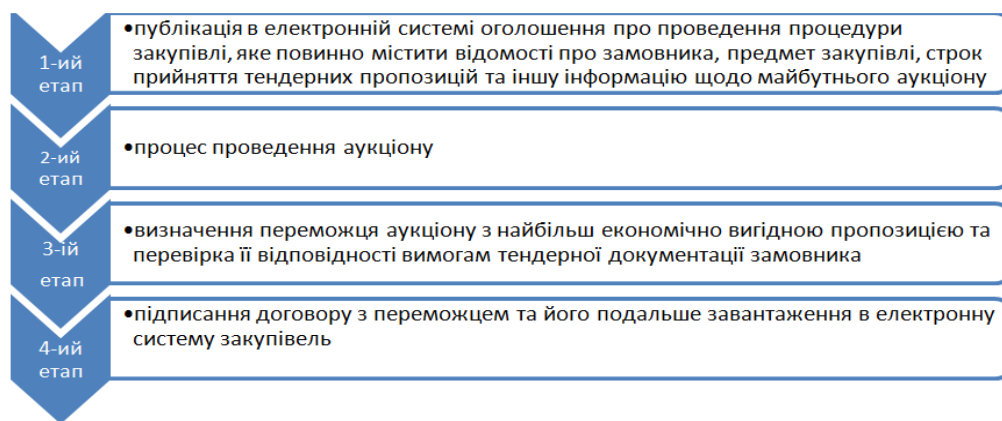 1-ий
етап
•публікація в електронній системі оголошення про проведення процедури
закупівлі, яке повинно містити відомості про замовника, предмет закупівлі, строк
прийняття тендерних пропозицій та іншу інформацію щодо майбутнього аукціону
2-ий
етап
•процес проведення аукціону
3-ій
етап
•визначення переможця аукціону з найбільш економічно вигідною пропозицією та
перевірка її відповідності вимогам тендерної документації замовника
4-ий
етап
•підписання договору з переможцем та його подальше завантаження в електронну
систему закупівель